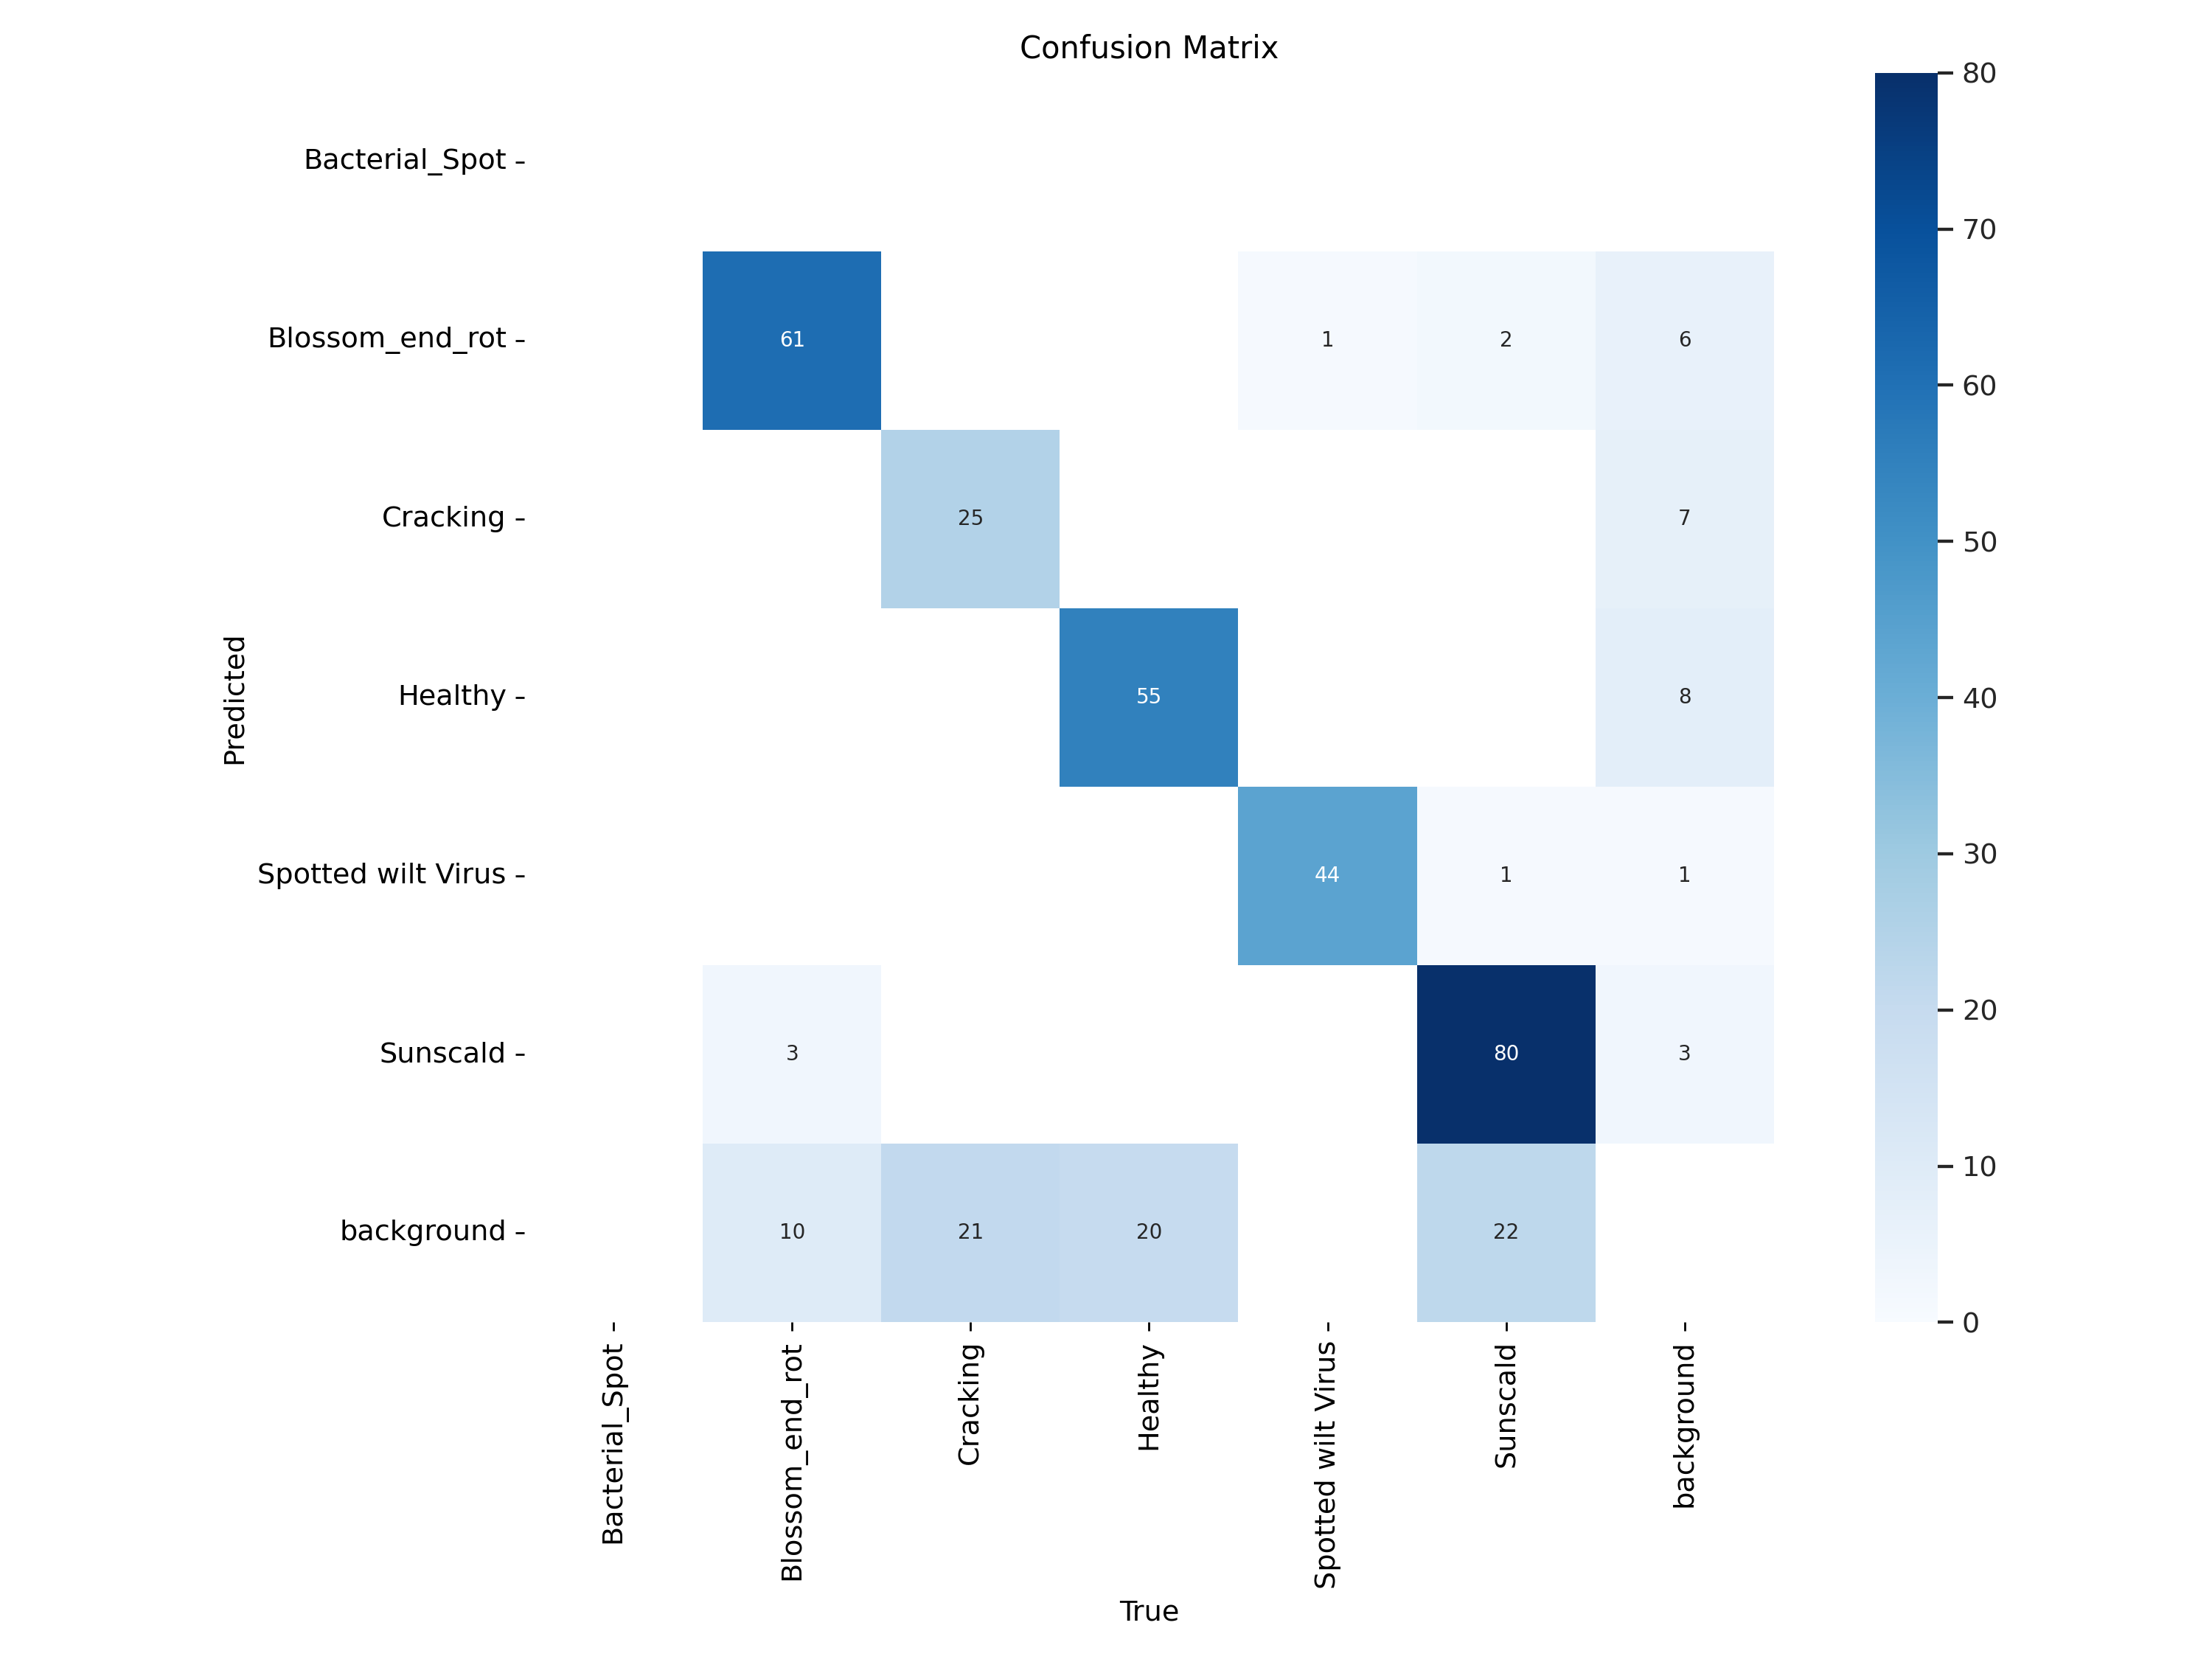 Confusion Matrix
Bacterial_Spot
Blossom_end_rot
61
1
2
6
Cracking
25
7
Healthy
55
8
Spotted wilt Virus
44
1
1
Sunscald
3
80
3
background
10
21
20
22
Predicted
Bacterial_Spot
Blossom_end_rot
Cracking
Healthy
Spotted wilt Virus
Sunscald
background
True
80
70
60
50
40
30
20
10
0